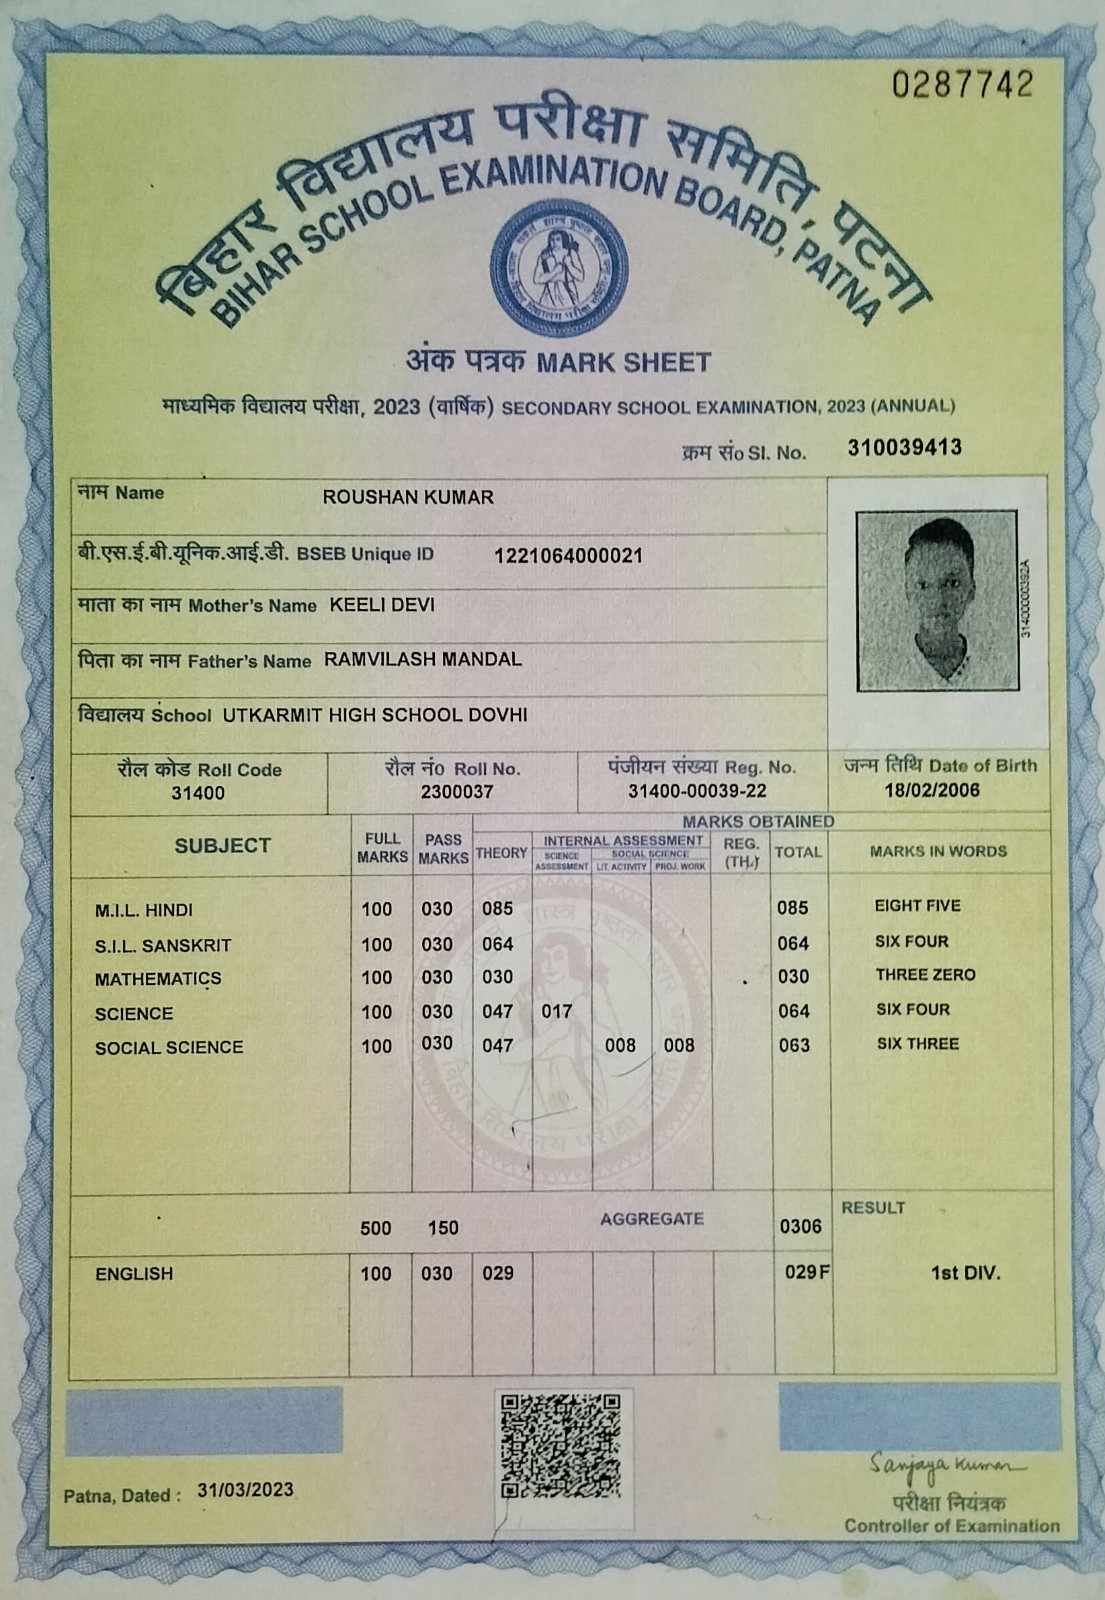 0287742
बिहार विद्यालय परीक्षा समिति, पटना
BIHAR SCHOOL EXAMINATION BOARD, PATNA
अंक पत्रक MARK SHEET
माध्यमिक विद्यालय परीक्षा, 2023 (वार्षिक) SECONDARY SCHOOL EXAMINATION, 2023 (ANNUAL)
क्रम सं० Sl. No. 310039413
नाम Name ROUSHAN KUMAR
बी.एस.ई.बी.यूनिक.आई.डी. BSEB Unique ID 1221064000021
माता का नाम Mother's Name KEELI DEVI
पिता का नाम Father's Name RAMVILASH MANDAL
विद्यालय School UTKARMIT HIGH SCHOOL DOVHI
31400000392A
रौल कोड Roll Code रौल नं० Roll No. पंजीयन संख्या Reg. No. जन्म तिथि Date of Birth
31400 2300037 31400-00039-22 18/02/2006
SUBJECT FULL MARKS PASS MARKS MARKS OBTAINED
THEORY INTERNAL ASSESSMENT REG. (TH.) TOTAL MARKS IN WORDS
SCIENCE ASSESSMENT SOCIAL SCIENCE LIT. ACTIVITY PROJ. WORK
M.I.L. HINDI 100 030 085 085 EIGHT FIVE
S.I.L. SANSKRIT 100 030 064 064 SIX FOUR
MATHEMATICS 100 030 030 030 THREE ZERO
SCIENCE 100 030 047 017 064 SIX FOUR
SOCIAL SCIENCE 100 030 047 008 008 063 SIX THREE
500 150 AGGREGATE 0306 RESULT
ENGLISH 100 030 029 029F 1st DIV.
Patna, Dated : 31/03/2023
Sanjaya Kumar
परीक्षा नियंत्रक
Controller of Examination